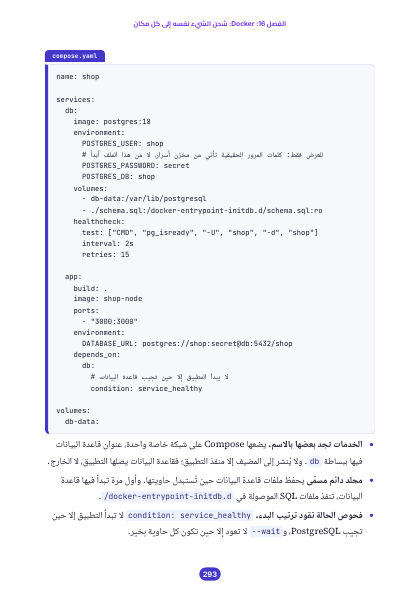 الفصل 16: Docker: شحن الشيء نفسه إلى كل مكان
compose.yaml
name: shop
services:
  db:
    image: postgres:18
    environment:
      POSTGRES_USER: shop
      # للعرض فقط: كلمات المرور الحقيقية تأتي من مخزن أسرار، لا من هذا الملف أبدًا
      POSTGRES_PASSWORD: secret
      POSTGRES_DB: shop
    volumes:
      - db-data:/var/lib/postgresql
      - ./schema.sql:/docker-entrypoint-initdb.d/schema.sql:ro
    healthcheck:
      test: ["CMD", "pg_isready", "-U", "shop", "-d", "shop"]
      interval: 2s
      retries: 15
  app:
    build: .
    image: shop-node
    ports:
      - "3000:3000"
    environment:
      DATABASE_URL: postgres://shop:secret@db:5432/shop
    depends_on:
      db:
        # لا يبدأ التطبيق إلا حين تجيب قاعدة البيانات
        condition: service_healthy
volumes:
  db-data:
• الخدمات تجد بعضها بالاسم. يضعها Compose على شبكة خاصة واحدة، عنوان قاعدة البيانات
فيها ببساطة db. ولا يُنشر إلى المضيف إلا منفذ التطبيق؛ فقاعدة البيانات يصلها التطبيق، لا الخارج.
• مجلد دائم مسمّى يحفظ ملفات قاعدة البيانات حين تُستبدل حاويتها. وأول مرة تبدأ فيها قاعدة
البيانات، تنفذ ملفات SQL الموصولة في /docker-entrypoint-initdb.d.
• فحوص الحالة تقود ترتيب البدء. condition: service_healthy لا تبدأ التطبيق إلا حين
تجيب PostgreSQL، و--wait لا تعود إلا حين تكون كل حاوية بخير.
293